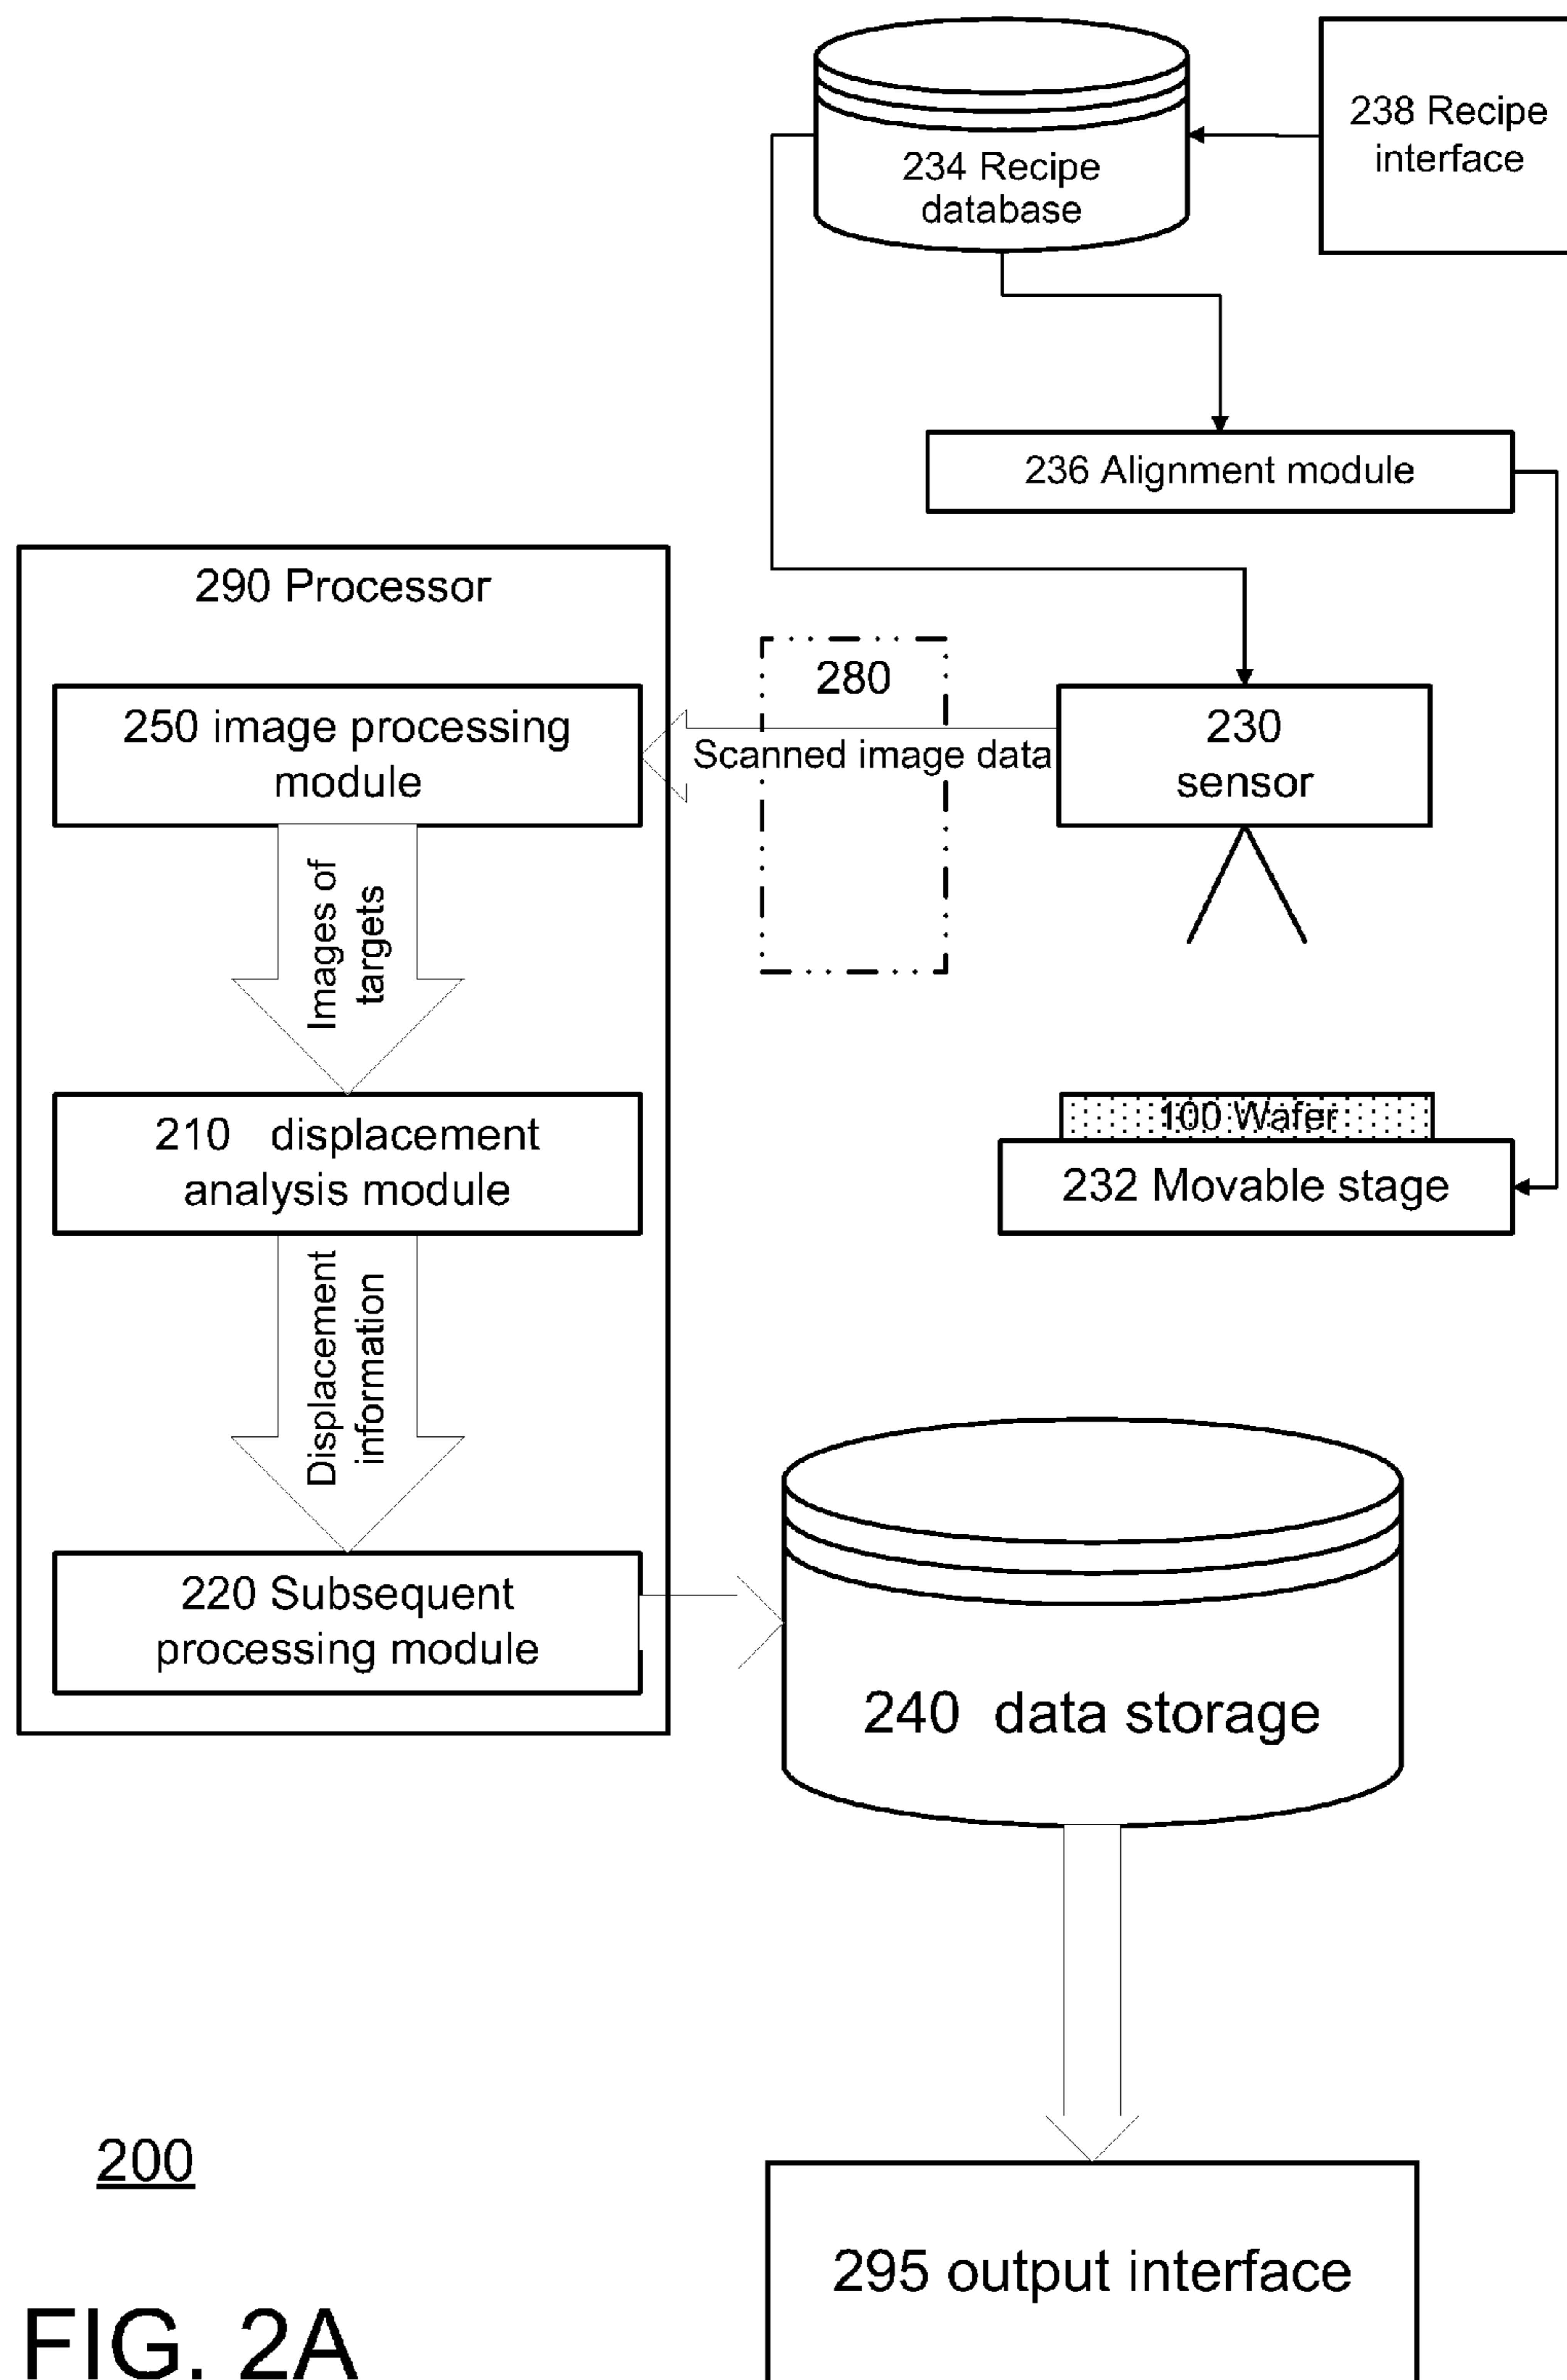 234 Recipe
database
238 Recipe
interface
236 Alignment module
290 Processor
280
250 image processing
module
Scanned image data
230
sensor
Images of
targets
210 displacement
analysis module
100 Wafer
232 Movable stage
Displacement
information
220 Subsequent
processing module
240 data storage
200
295 output interface
FIG. 2A